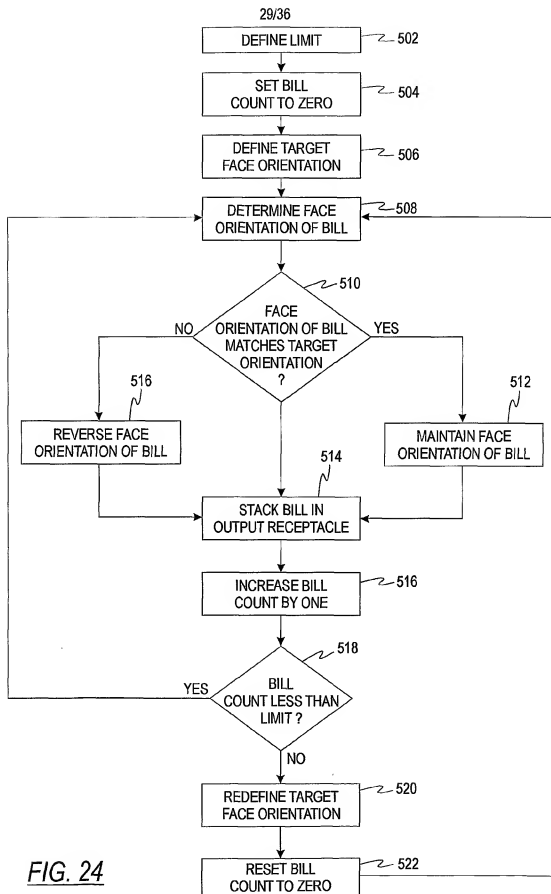 29/36
DEFINE LIMIT
502
SET BILL
COUNT TO ZERO
504
DEFINE TARGET
FACE ORIENTATION
506
DETERMINE FACE
ORIENTATION OF BILL
508
510
FACE
ORIENTATION OF BILL
MATCHES TARGET
ORIENTATION
?
NO
YES
516
REVERSE FACE
ORIENTATION OF BILL
512
MAINTAIN FACE
ORIENTATION OF BILL
514
STACK BILL IN
OUTPUT RECEPTACLE
INCREASE BILL
COUNT BY ONE
516
518
BILL
COUNT LESS THAN
LIMIT ?
YES
NO
REDEFINE TARGET
FACE ORIENTATION
520
RESET BILL
COUNT TO ZERO
522
FIG. 24